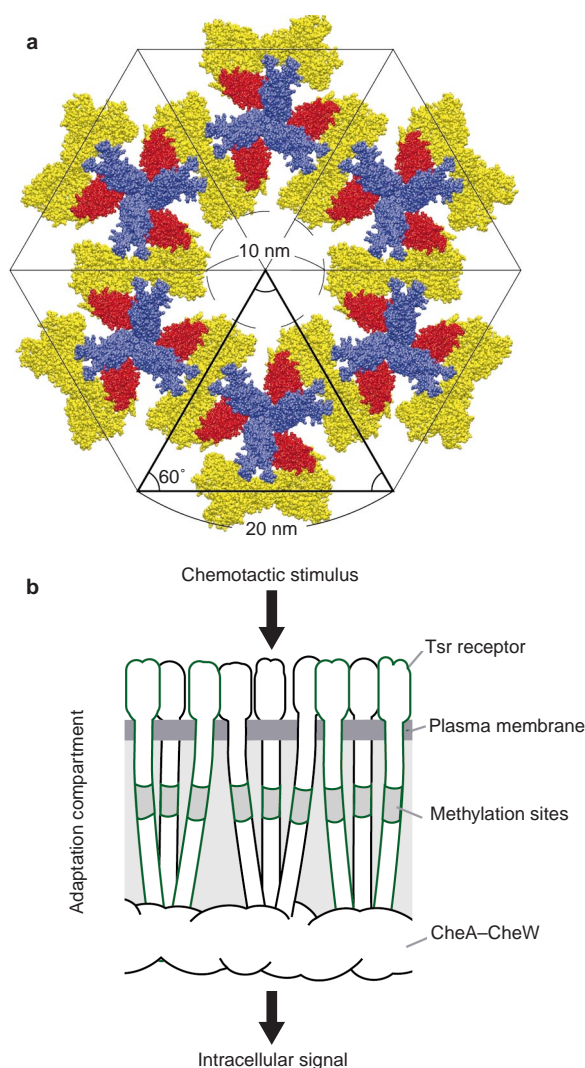 a
10 nm
60°
20 nm
b
Chemotactic stimulus
Tsr receptor
Plasma membrane
Adaptation compartment
Methylation sites
CheA–CheW
Intracellular signal